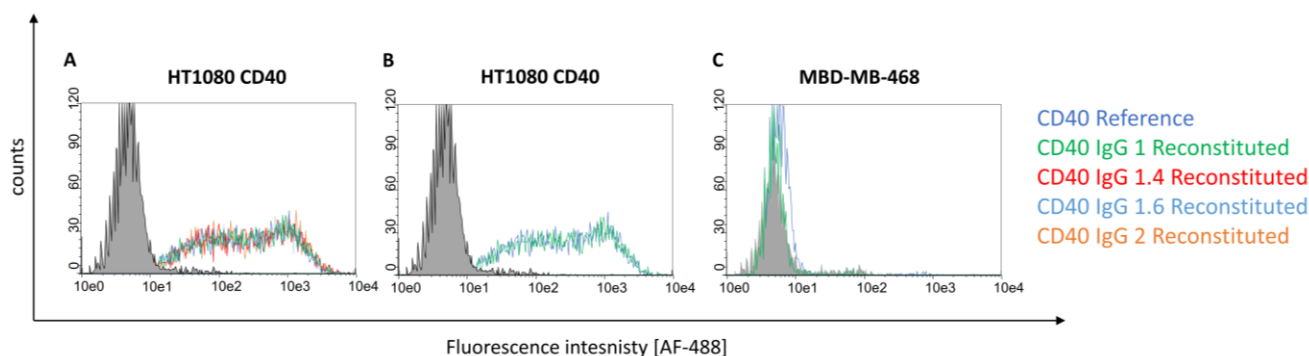 A
HT1080 CD40
B
HT1080 CD40
C
MBD-MB-468
counts
120
90
60
30
0
10e0 10e1 10e2 10e3 10e4
120
90
60
30
0
10e0 10e1 10e2 10e3 10e4
120
90
60
30
0
10e0 10e1 10e2 10e3 10e4
CD40 Reference
CD40 IgG 1 Reconstituted
CD40 IgG 1.4 Reconstituted
CD40 IgG 1.6 Reconstituted
CD40 IgG 2 Reconstituted
Fluorescence intesnisty [AF-488]